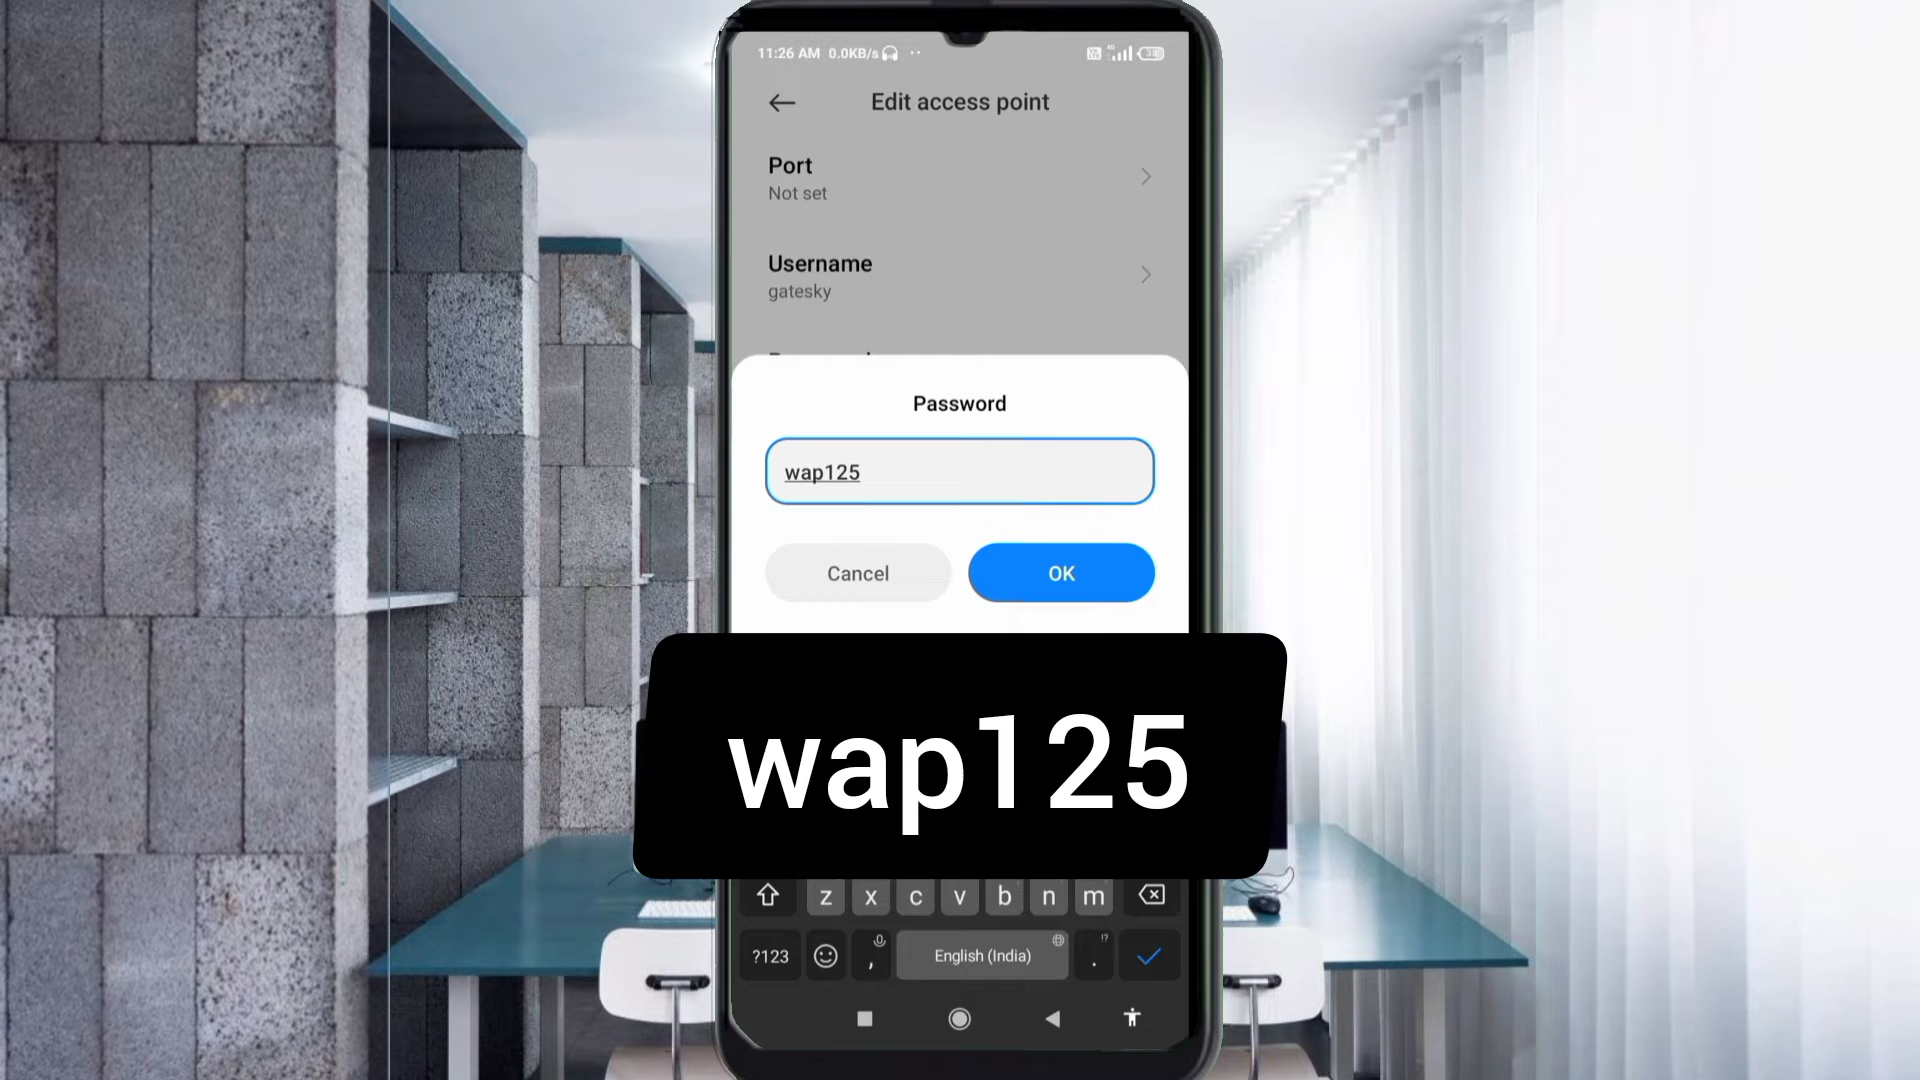 11:26 AM 0.0KB/s
4G
Edit access point
Port
Not set
Username
gatesky
Password
wap125
Cancel
OK
wap125
z x c v b n m
?123
,
English (India)
!?
.